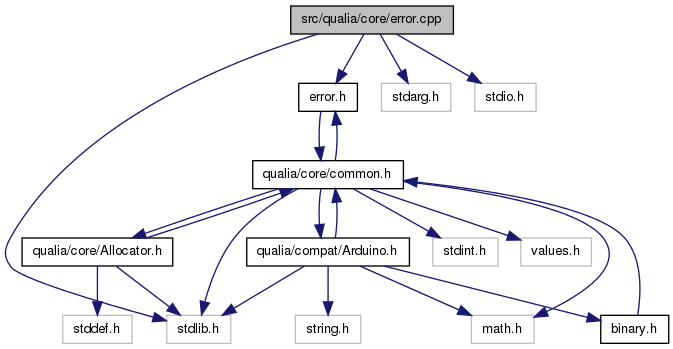 src/qualia/core/error.cpp
error.h
stdarg.h
stdio.h
qualia/core/common.h
qualia/core/Allocator.h
qualia/compat/Arduino.h
stdint.h
values.h
stddef.h
stdlib.h
string.h
math.h
binary.h